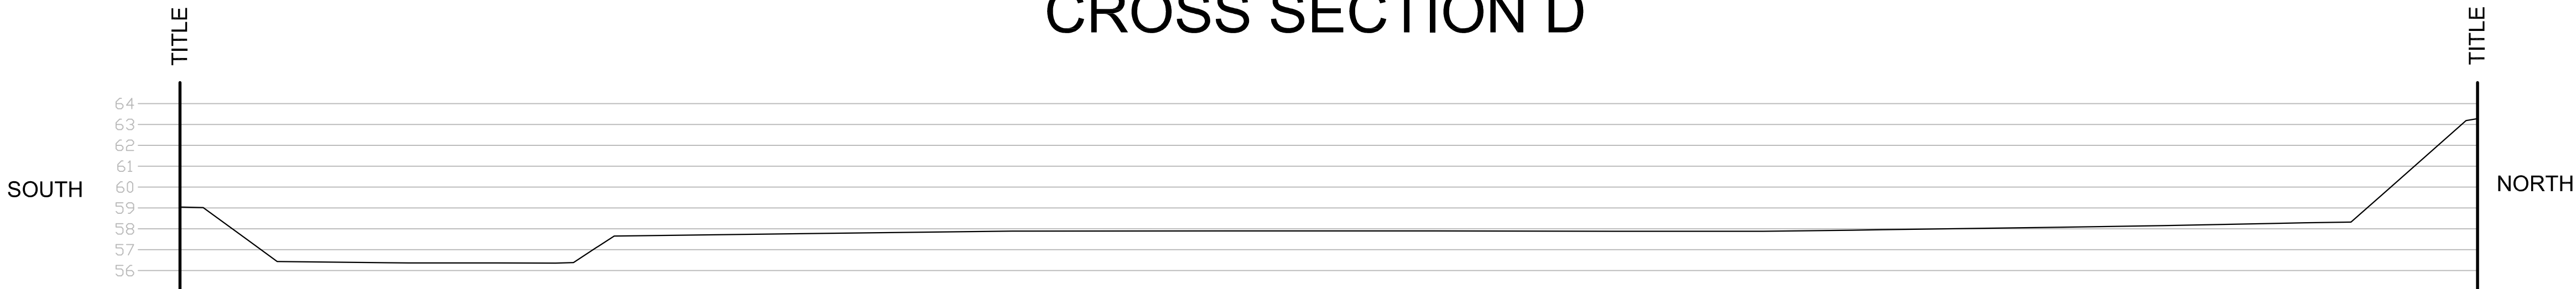 CROSS SECTION D
TITLE
TITLE
64
63
62
61
60
59
58
57
56
SOUTH
NORTH